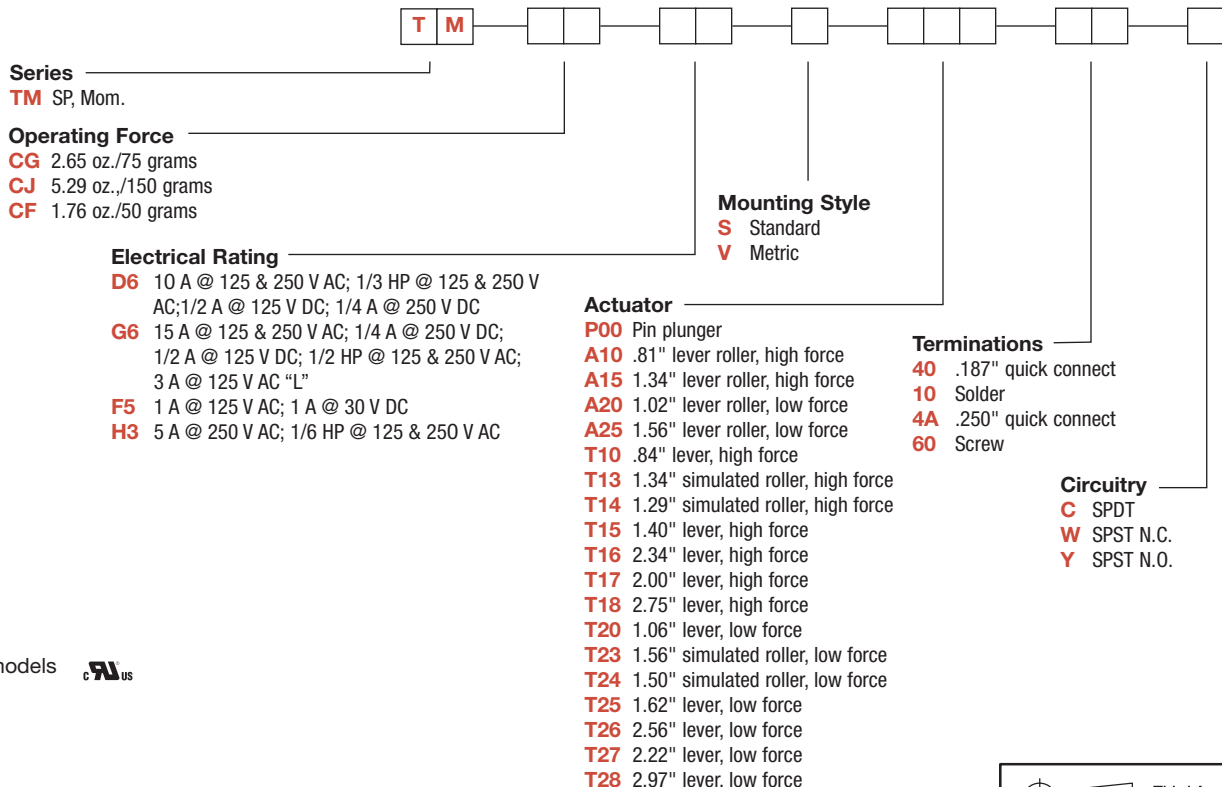 T M
Series
TM SP, Mom.
Operating Force
CG 2.65 oz./75 grams
CJ 5.29 oz.,/150 grams
CF 1.76 oz./50 grams
Electrical Rating
D6 10 A @ 125 & 250 V AC; 1/3 HP @ 125 & 250 V
AC;1/2 A @ 125 V DC; 1/4 A @ 250 V DC
G6 15 A @ 125 & 250 V AC; 1/4 A @ 250 V DC;
1/2 A @ 125 V DC; 1/2 HP @ 125 & 250 V AC;
3 A @ 125 V AC “L”
F5 1 A @ 125 V AC; 1 A @ 30 V DC
H3 5 A @ 250 V AC; 1/6 HP @ 125 & 250 V AC
Mounting Style
S Standard
V Metric
Actuator
P00 Pin plunger
A10 .81" lever roller, high force
A15 1.34" lever roller, high force
A20 1.02" lever roller, low force
A25 1.56" lever roller, low force
T10 .84" lever, high force
T13 1.34" simulated roller, high force
T14 1.29" simulated roller, high force
T15 1.40" lever, high force
T16 2.34" lever, high force
T17 2.00" lever, high force
T18 2.75" lever, high force
T20 1.06" lever, low force
T23 1.56" simulated roller, low force
T24 1.50" simulated roller, low force
T25 1.62" lever, low force
T26 2.56" lever, low force
T27 2.22" lever, low force
T28 2.97" lever, low force
Terminations
40 .187" quick connect
10 Solder
4A .250" quick connect
60 Screw
Circuitry
C SPDT
W SPST N.C.
Y SPST N.O.
models c RU us